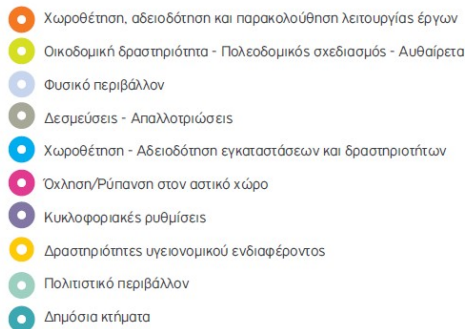 Χωροθέτηση, αδειοδότηση και παρακολούθηση λειτουργίας έργων
Οικοδομική δραστηριότητα - Πολεοδομικός σχεδιασμός - Αυθαίρετα
Φυσικό περιβάλλον
Δεσμεύσεις - Απαλλοτριώσεις
Χωροθέτηση - Αδειοδότηση εγκαταστάσεων και δραστηριοτήτων
Όχληση/Ρύπανση στον αστικό χώρο
Κυκλοφοριακές ρυθμίσεις
Δραστηριότητες υγειονομικού ενδιαφέροντος
Πολιτιστικό περιβάλλον
Δημόσια κτήματα